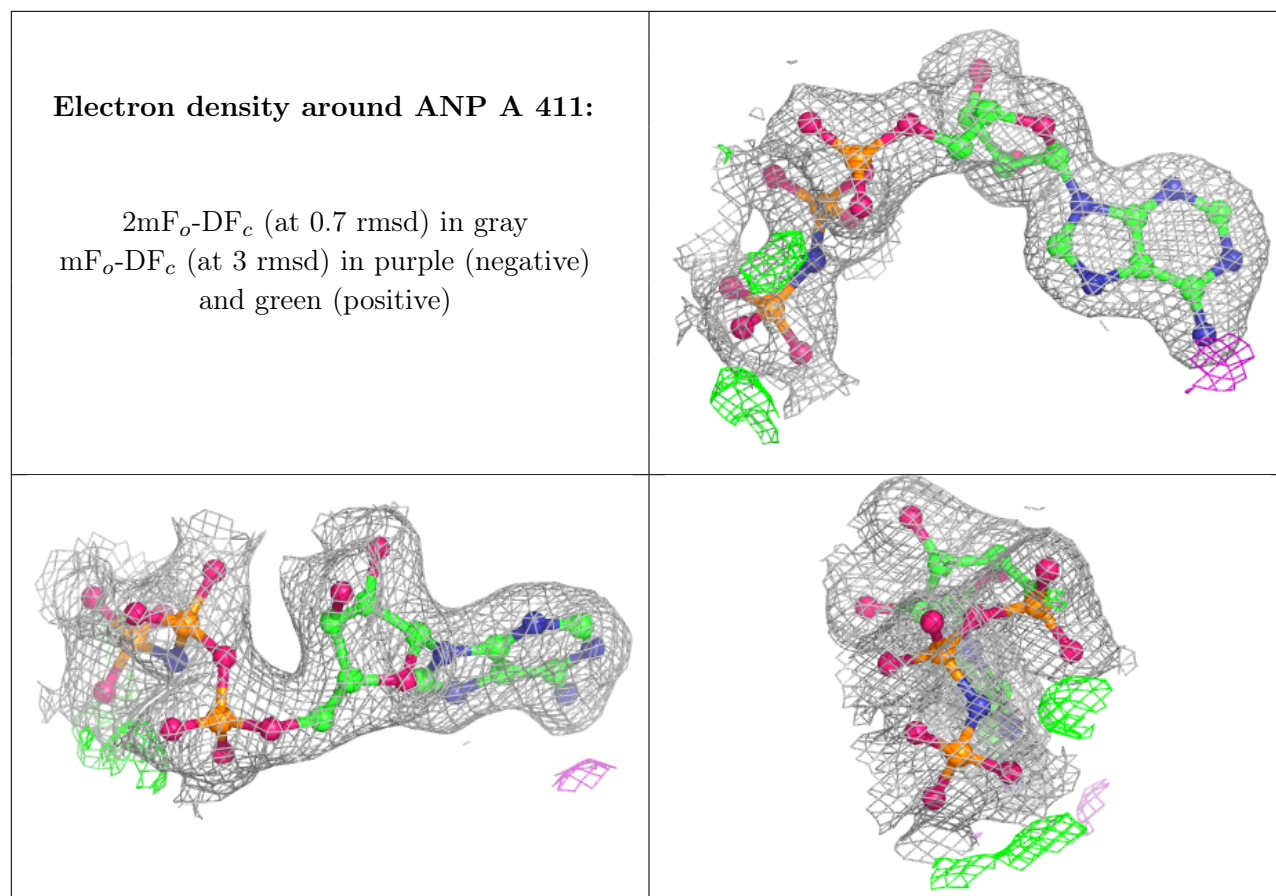 Electron density around ANP A 411:
2mFₒ-DF𝒸 (at 0.7 rmsd) in gray
mFₒ-DF𝒸 (at 3 rmsd) in purple (negative)
and green (positive)